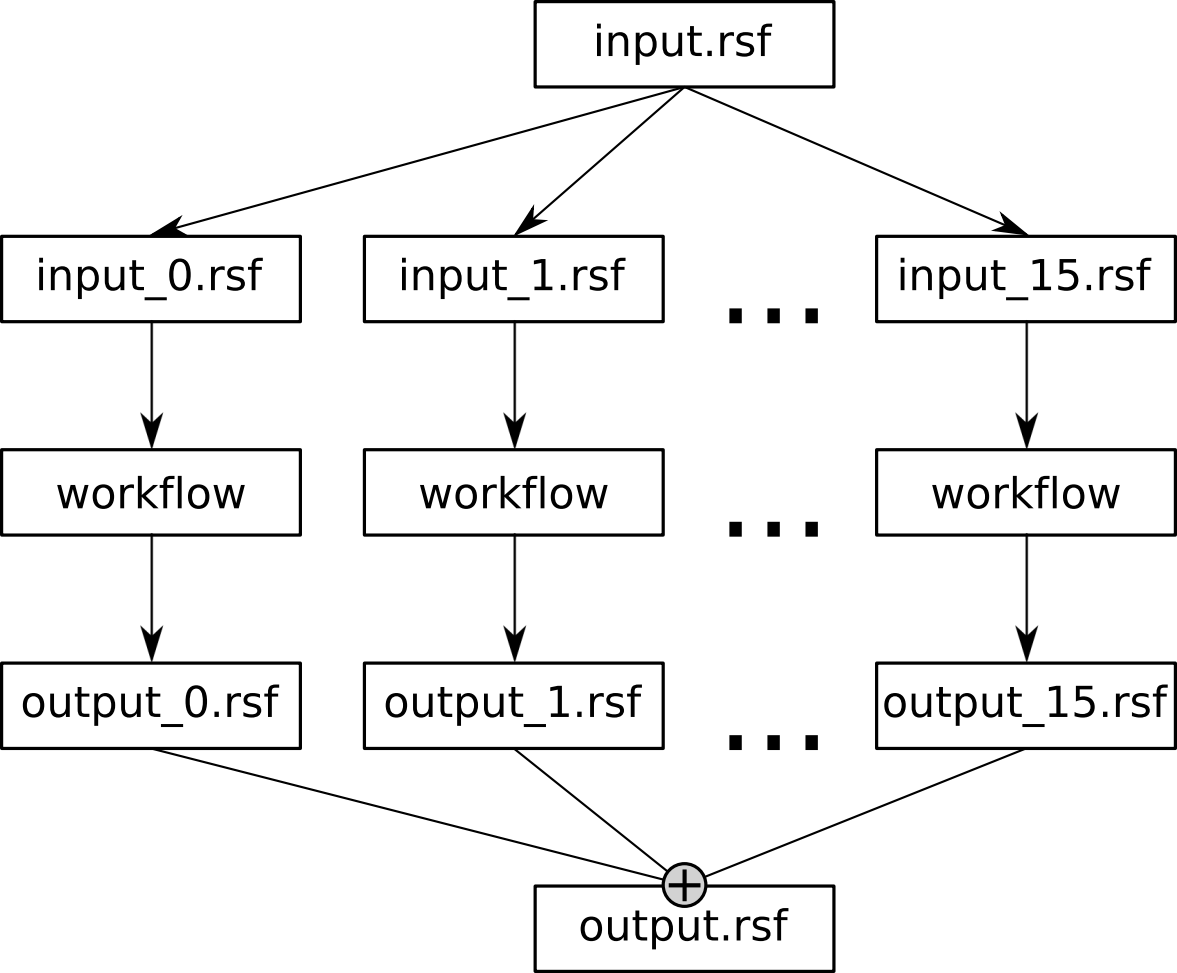 input.rsf
input_0.rsf input_1.rsf ... input_15.rsf
workflow workflow ... workflow
output_0.rsf output_1.rsf ... output_15.rsf
+
output.rsf